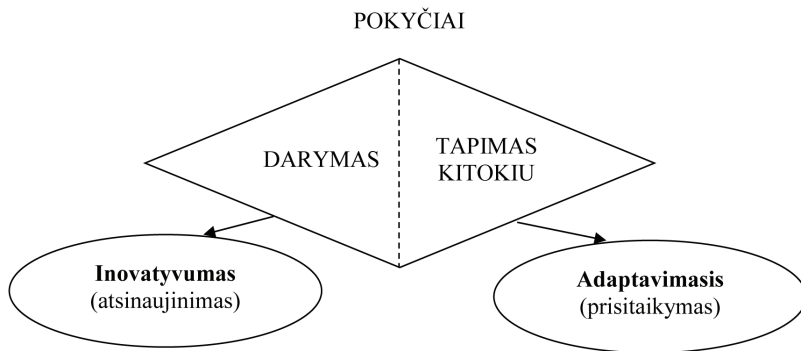 POKYČIAI
DARYMAS
TAPIMAS
KITOKIU
Inovatyvumas
(atsinaujinimas)
Adaptavimasis
(prisitaikymas)